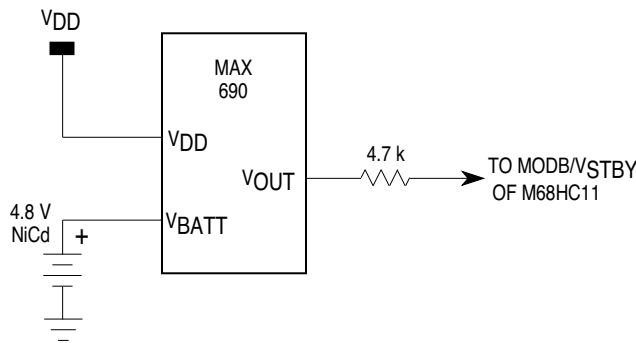 VDD
MAX
690
VDD
4.7 k
VOUT
TO MODB/VSTBY
OF M68HC11
4.8 V
NiCd
+
VBATT